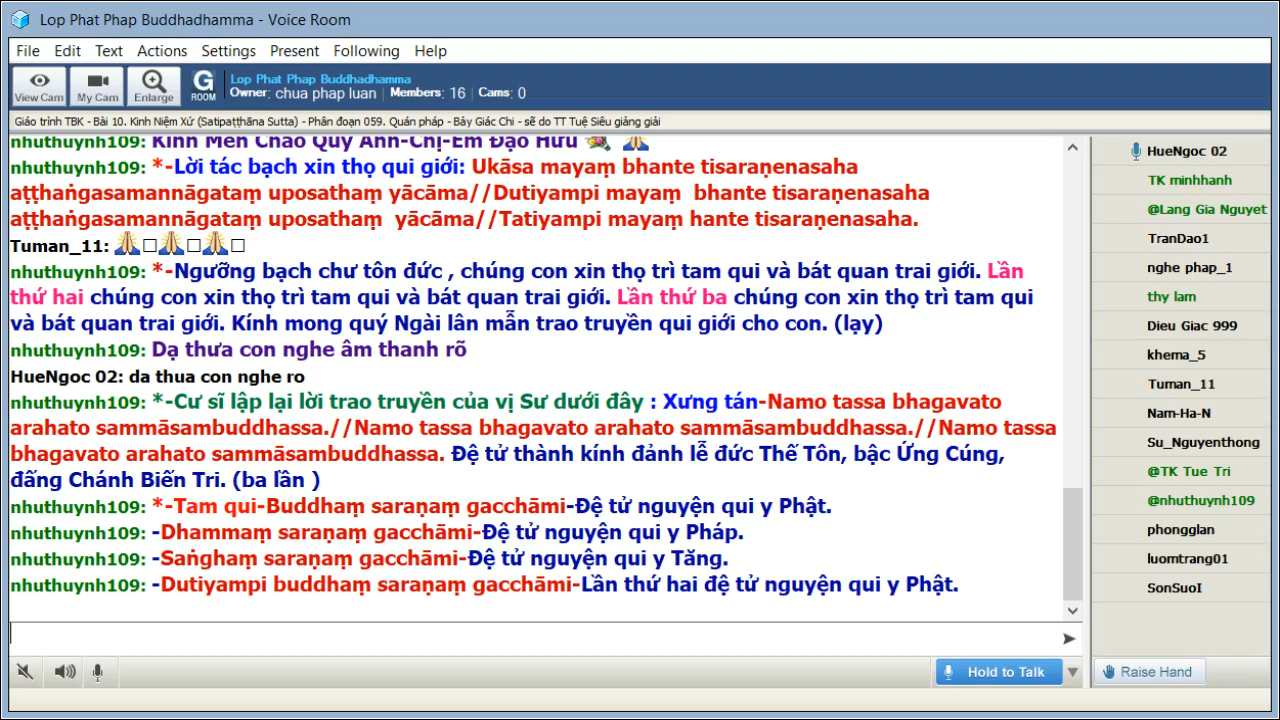 Lop Phat Phap Buddhadhamma - Voice Room
File Edit Text Actions Settings Present Following Help
View Cam My Cam Enlarge G ROOM
Lop Phat Phap Buddhadhamma
Owner: chua phap luan Members: 16 Cams: 0
Giáo trình TBK - Bài 10. Kinh Niệm Xứ (Satipaṭṭhāna Sutta) - Phân đoạn 059. Quán pháp - Bảy Giác Chi - sẽ do TT Tuệ Siêu giảng giải
nhuthuynh109: Kính Mến Chào Quý Anh-Chị-Em Đạo Hữu
nhuthuynh109: *-Lời tác bạch xin thọ qui giới: Ukāsa mayaṃ bhante tisaraṇenasaha
aṭṭhaṅgasamannāgataṃ uposathaṃ yācāma//Dutiyampi mayaṃ bhante tisaraṇenasaha
aṭṭhaṅgasamannāgataṃ uposathaṃ yācāma//Tatiyampi mayaṃ hante tisaraṇenasaha.
Tuman_11:
nhuthuynh109: *-Ngưỡng bạch chư tôn đức , chúng con xin thọ trì tam qui và bát quan trai giới. Lần
thứ hai chúng con xin thọ trì tam qui và bát quan trai giới. Lần thứ ba chúng con xin thọ trì tam qui
và bát quan trai giới. Kính mong quý Ngài lân mẫn trao truyền qui giới cho con. (lạy)
nhuthuynh109: Dạ thưa con nghe âm thanh rõ
HueNgoc 02: da thua con nghe ro
nhuthuynh109: *-Cư sĩ lập lại lời trao truyền của vị Sư dưới đây : Xưng tán-Namo tassa bhagavato
arahato sammāsambuddhassa.//Namo tassa bhagavato arahato sammāsambuddhassa.//Namo tassa
bhagavato arahato sammāsambuddhassa. Đệ tử thành kính đảnh lễ đức Thế Tôn, bậc Ứng Cúng,
đấng Chánh Biến Tri. (ba lần )
nhuthuynh109: *-Tam qui-Buddhaṃ saraṇaṃ gacchāmi-Đệ tử nguyện qui y Phật.
nhuthuynh109: -Dhammaṃ saraṇaṃ gacchāmi-Đệ tử nguyện qui y Pháp.
nhuthuynh109: -Saṅghaṃ saraṇaṃ gacchāmi-Đệ tử nguyện qui y Tăng.
nhuthuynh109: -Dutiyampi buddhaṃ saraṇaṃ gacchāmi-Lần thứ hai đệ tử nguyện qui y Phật.
Hold to Talk
HueNgoc 02
TK minhhanh
@Lang Gia Nguyet
TranDao1
nghe phap_1
thy lam
Dieu Giac 999
khema_5
Tuman_11
Nam-Ha-N
Su_Nguyenthong
@TK Tue Tri
@nhuthuynh109
phongglan
luomtrang01
SonSuoI
Raise Hand